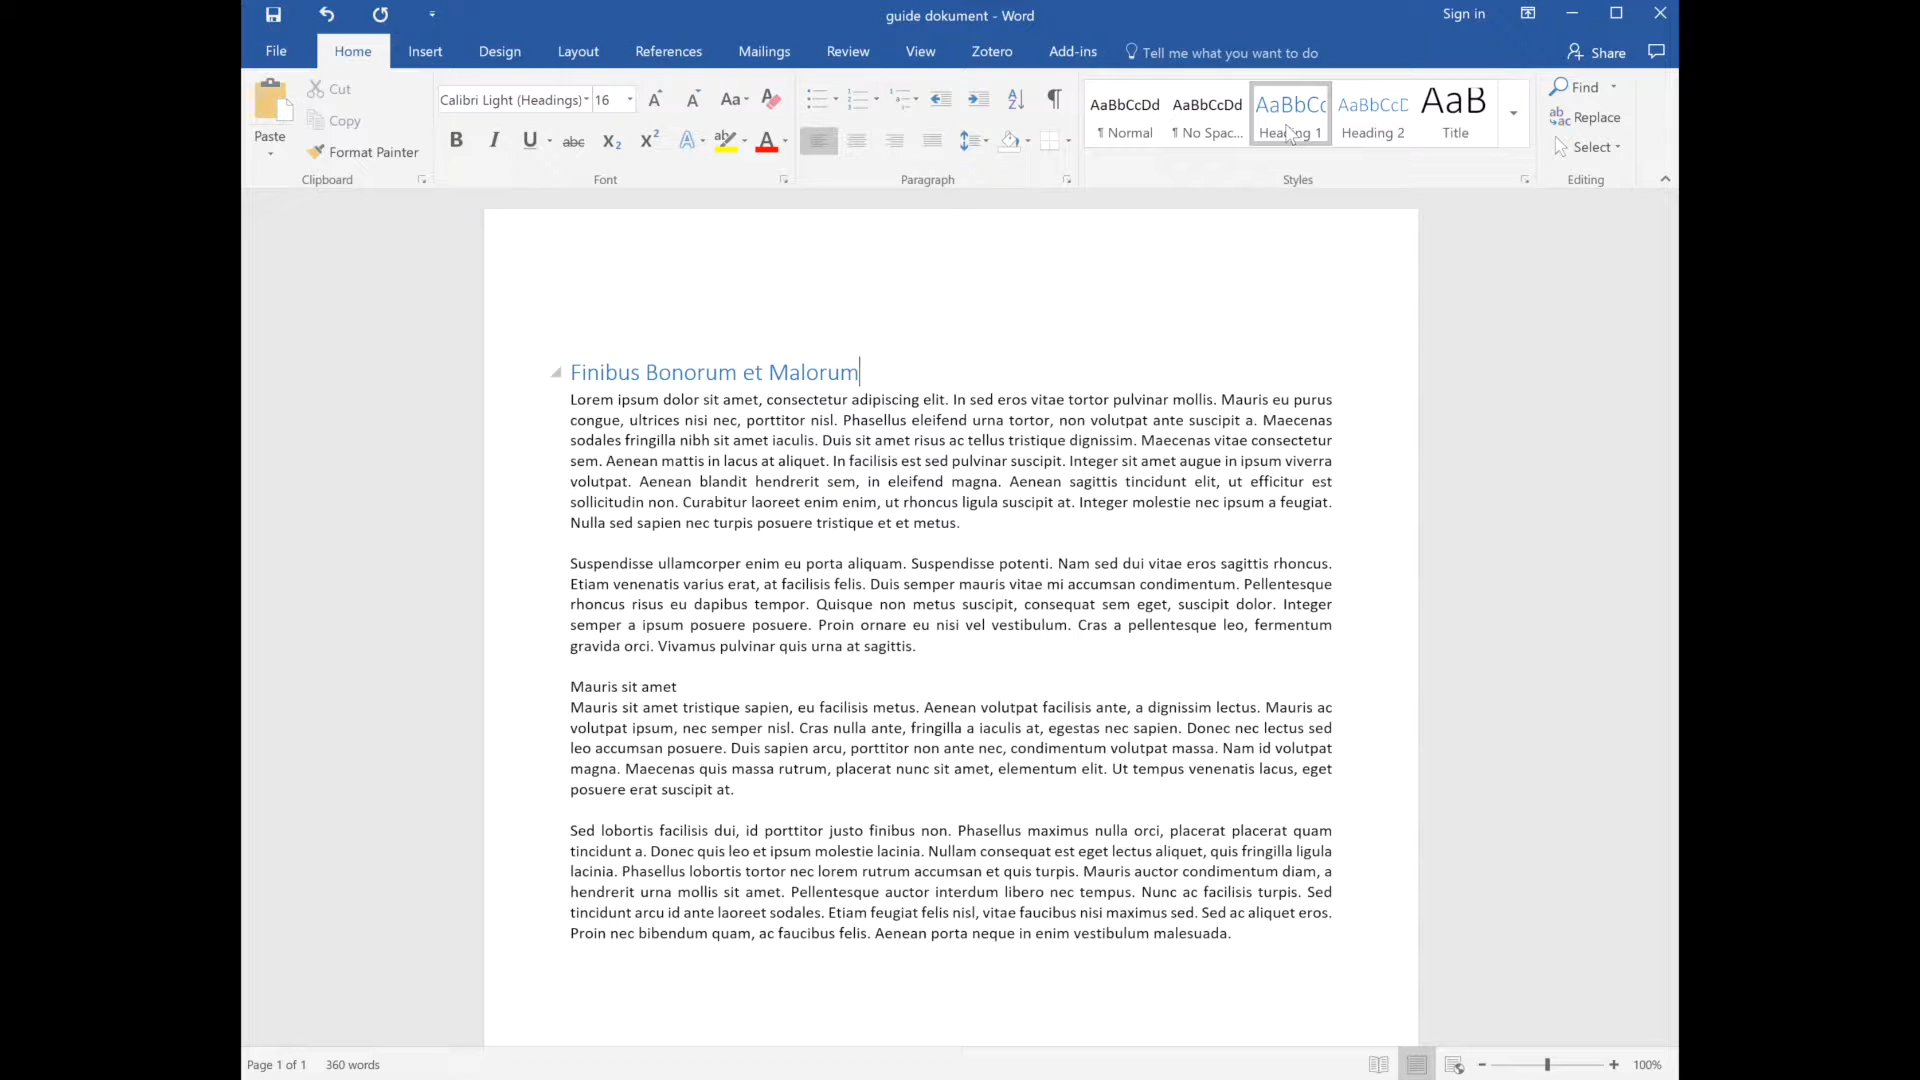 guide dokument - Word
Sign in
File Home Insert Design Layout References Mailings Review View Zotero Add-ins Tell me what you want to do Share
Paste
Cut
Copy
Format Painter
Clipboard
Calibri Light (Headings) 16
Aa
B I U abc X₂ X² A ab A
Font
A Z
Paragraph
AaBbCcDd AaBbCcDd AaBbCc AaBbCcD AaB
¶ Normal ¶ No Spac... Heading 1 Heading 2 Title
Styles
Find
Replace
Select
Editing
Finibus Bonorum et Malorum
Lorem ipsum dolor sit amet, consectetur adipiscing elit. In sed eros vitae tortor pulvinar mollis. Mauris eu purus
congue, ultrices nisi nec, porttitor nisl. Phasellus eleifend urna tortor, non volutpat ante suscipit a. Maecenas
sodales fringilla nibh sit amet iaculis. Duis sit amet risus ac tellus tristique dignissim. Maecenas vitae consectetur
sem. Aenean mattis in lacus at aliquet. In facilisis est sed pulvinar suscipit. Integer sit amet augue in ipsum viverra
volutpat. Aenean blandit hendrerit sem, in eleifend magna. Aenean sagittis tincidunt elit, ut efficitur est
sollicitudin non. Curabitur laoreet enim enim, ut rhoncus ligula suscipit at. Integer molestie nec ipsum a feugiat.
Nulla sed sapien nec turpis posuere tristique et et metus.
Suspendisse ullamcorper enim eu porta aliquam. Suspendisse potenti. Nam sed dui vitae eros sagittis rhoncus.
Etiam venenatis varius erat, at facilisis felis. Duis semper mauris vitae mi accumsan condimentum. Pellentesque
rhoncus risus eu dapibus tempor. Quisque non metus suscipit, consequat sem eget, suscipit dolor. Integer
semper a ipsum posuere posuere. Proin ornare eu nisi vel vestibulum. Cras a pellentesque leo, fermentum
gravida orci. Vivamus pulvinar quis urna at sagittis.
Mauris sit amet
Mauris sit amet tristique sapien, eu facilisis metus. Aenean volutpat facilisis ante, a dignissim lectus. Mauris ac
volutpat ipsum, nec semper nisl. Cras nulla ante, fringilla a iaculis at, egestas nec sapien. Donec nec lectus sed
leo accumsan posuere. Duis sapien arcu, porttitor non ante nec, condimentum volutpat massa. Nam id volutpat
magna. Maecenas quis massa rutrum, placerat nunc sit amet, elementum elit. Ut tempus venenatis lacus, eget
posuere erat suscipit at.
Sed lobortis facilisis dui, id porttitor justo finibus non. Phasellus maximus nulla orci, placerat placerat quam
tincidunt a. Donec quis leo et ipsum molestie lacinia. Nullam consequat est eget lectus aliquet, quis fringilla ligula
lacinia. Phasellus lobortis tortor nec lorem rutrum accumsan et quis turpis. Mauris auctor condimentum diam, a
hendrerit urna mollis sit amet. Pellentesque auctor interdum libero nec tempus. Nunc ac facilisis turpis. Sed
tincidunt arcu id ante laoreet sodales. Etiam feugiat felis nisl, vitae faucibus nisi maximus sed. Sed ac aliquet eros.
Proin nec bibendum quam, ac faucibus felis. Aenean porta neque in enim vestibulum malesuada.
Page 1 of 1 360 words
100%